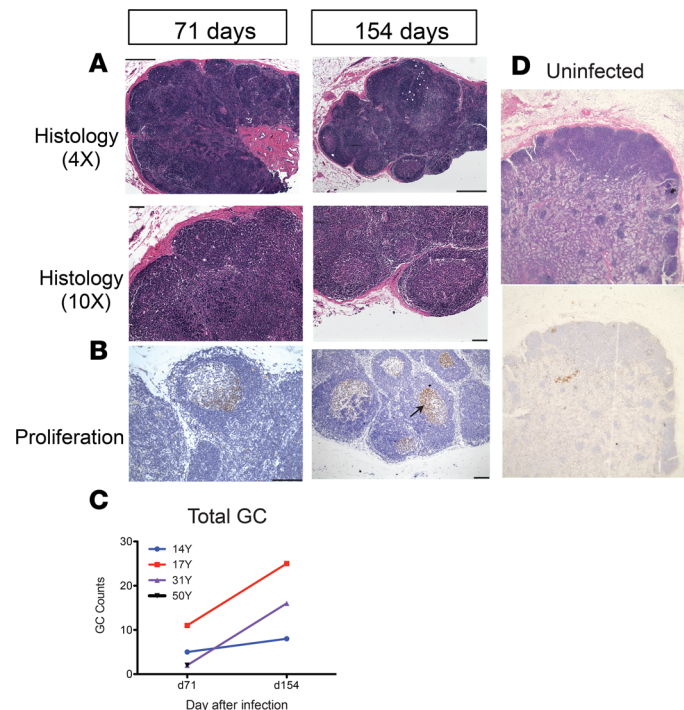 71 days
154 days
A
D
Uninfected
Histology
(4X)
Histology
(10X)
B
Proliferation
C
Total GC
GC Counts
30
20
10
0
14Y
17Y
31Y
50Y
d71
d154
Day after infection